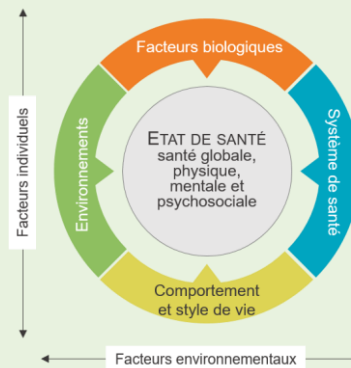 Facteurs biologiques
Facteurs individuels
Environnements
ETAT DE SANTÉ
santé globale,
physique,
mentale et
psychosociale
Système de santé
Comportement
et style de vie
Facteurs environnementaux